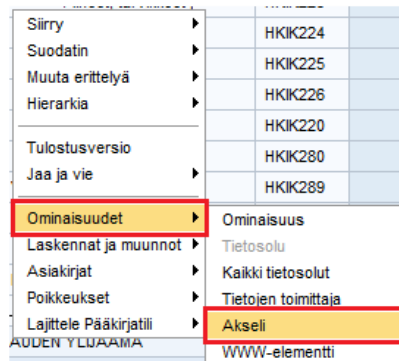 Siirry
Suodatin
Muuta erittelyä
Hierarkia
Tulostusversio
Jaa ja vie
Ominaisuudet
Laskennat ja muunnot
Asiakirjat
Poikkeukset
Lajittele Pääkirjatili
HKIK224
HKIK225
HKIK226
HKIK220
HKIK280
HKIK289
Ominaisuus
Tietosolu
Kaikki tietosolut
Tietojen toimittaja
Akseli
WWW-elementti
AUDEN YLIJÄÄMÄ